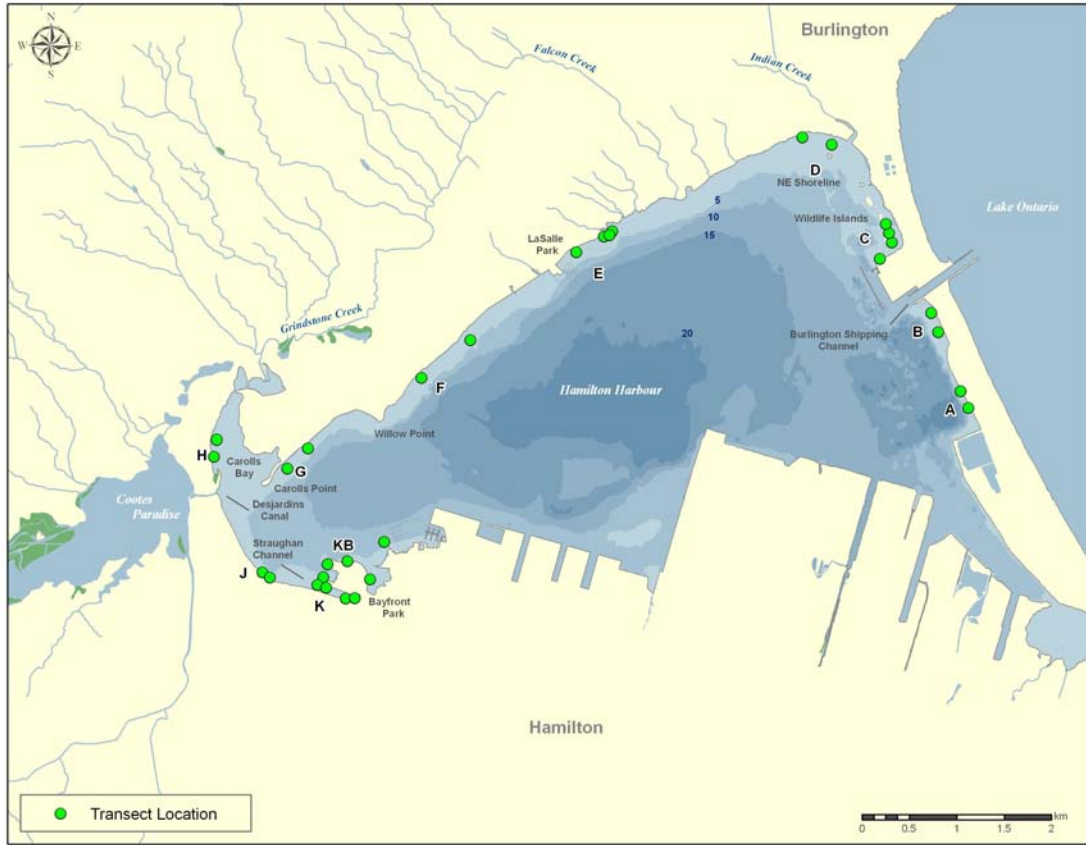 Burlington
N
W E
S
Falcon Creek
Indian Creek
D
NE Shoreline
5
10
15
Wildlife Islands
Lake Ontario
LaSalle
Park
C
E
Grindstone Creek
20
Burlington Shipping
Channel
B
F
Hamilton Harbour
A
Willow Point
H
Carolls
Bay
G
Carolls Point
Cootes
Paradise
Desjardins
Canal
Straughan
Channel
KB
J
K
Bayfront
Park
Hamilton
Transect Location
km
0 0.5 1 2